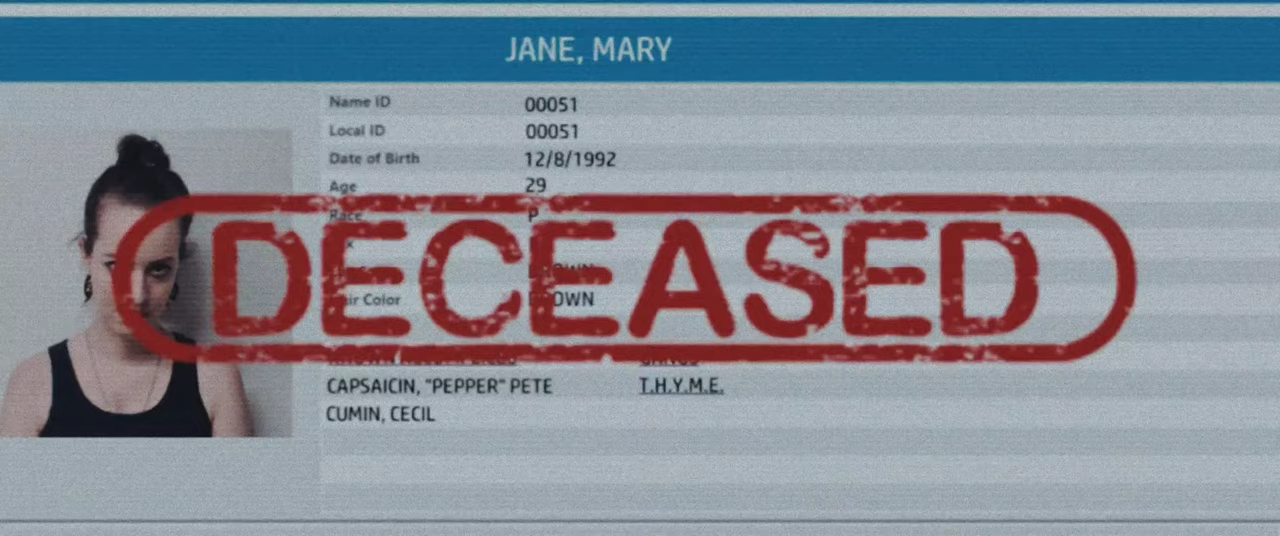 JANE, MARY
Name ID 00051
Local ID 00051
Date of Birth 12/8/1992
Age 29
Race P
DECEASED
BROWN
Hair Color BROWN
CAPSAICIN, "PEPPER" PETE T.H.Y.M.E.
CUMIN, CECIL